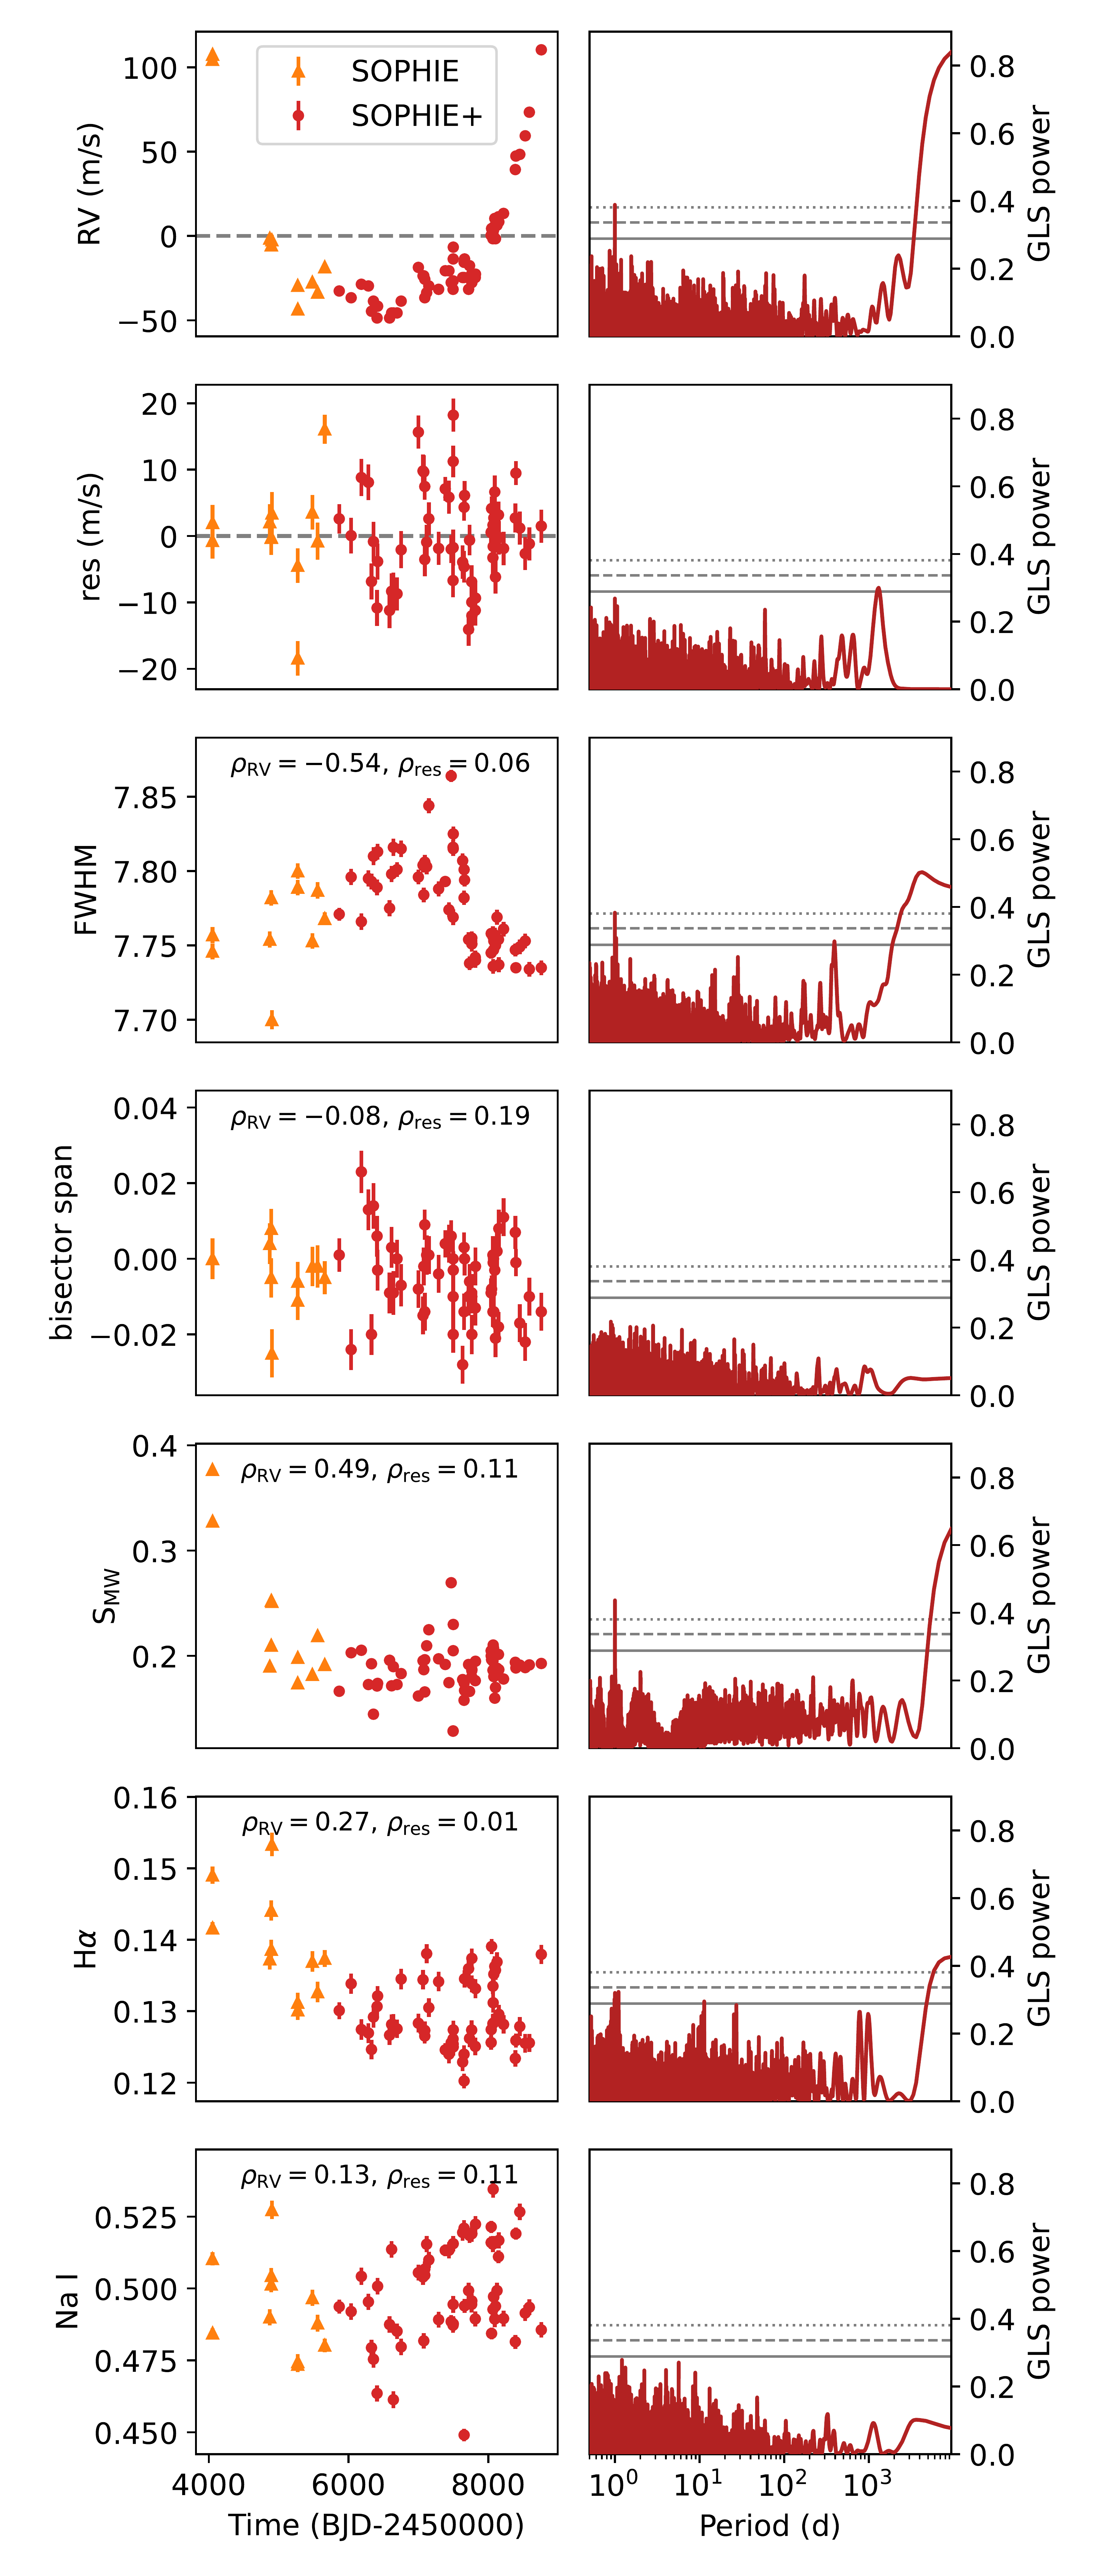 SOPHIE
SOPHIE+
100
50
0
−50
RV (m/s)
0.8
0.6
0.4
0.2
0.0
GLS power
20
10
0
−10
−20
res (m/s)
0.8
0.6
0.4
0.2
0.0
GLS power
ρRV = −0.54, ρres = 0.06
7.85
7.80
7.75
7.70
FWHM
0.8
0.6
0.4
0.2
0.0
GLS power
ρRV = −0.08, ρres = 0.19
0.04
0.02
0.00
−0.02
bisector span
0.8
0.6
0.4
0.2
0.0
GLS power
ρRV = 0.49, ρres = 0.11
0.4
0.3
0.2
SMW
0.8
0.6
0.4
0.2
0.0
GLS power
ρRV = 0.27, ρres = 0.01
0.16
0.15
0.14
0.13
0.12
Hα
0.8
0.6
0.4
0.2
0.0
GLS power
ρRV = 0.13, ρres = 0.11
0.525
0.500
0.475
0.450
Na I
0.8
0.6
0.4
0.2
0.0
GLS power
4000 6000 8000
Time (BJD-2450000)
10⁰ 10¹ 10² 10³
Period (d)